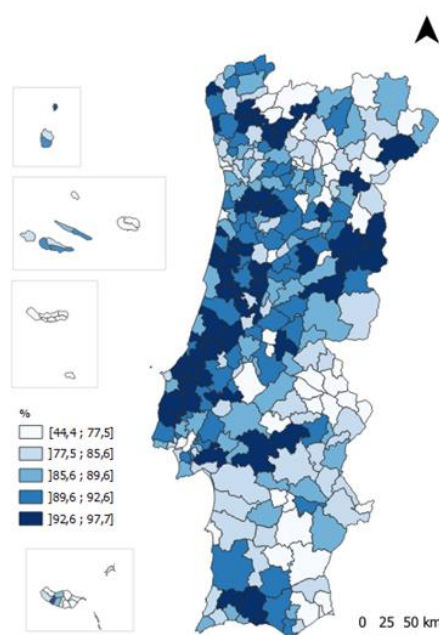 %
[44,4 ; 77,5]
]77,5 ; 85,6]
]85,6 ; 89,6]
]89,6 ; 92,6]
]92,6 ; 97,7]
0 25 50 km